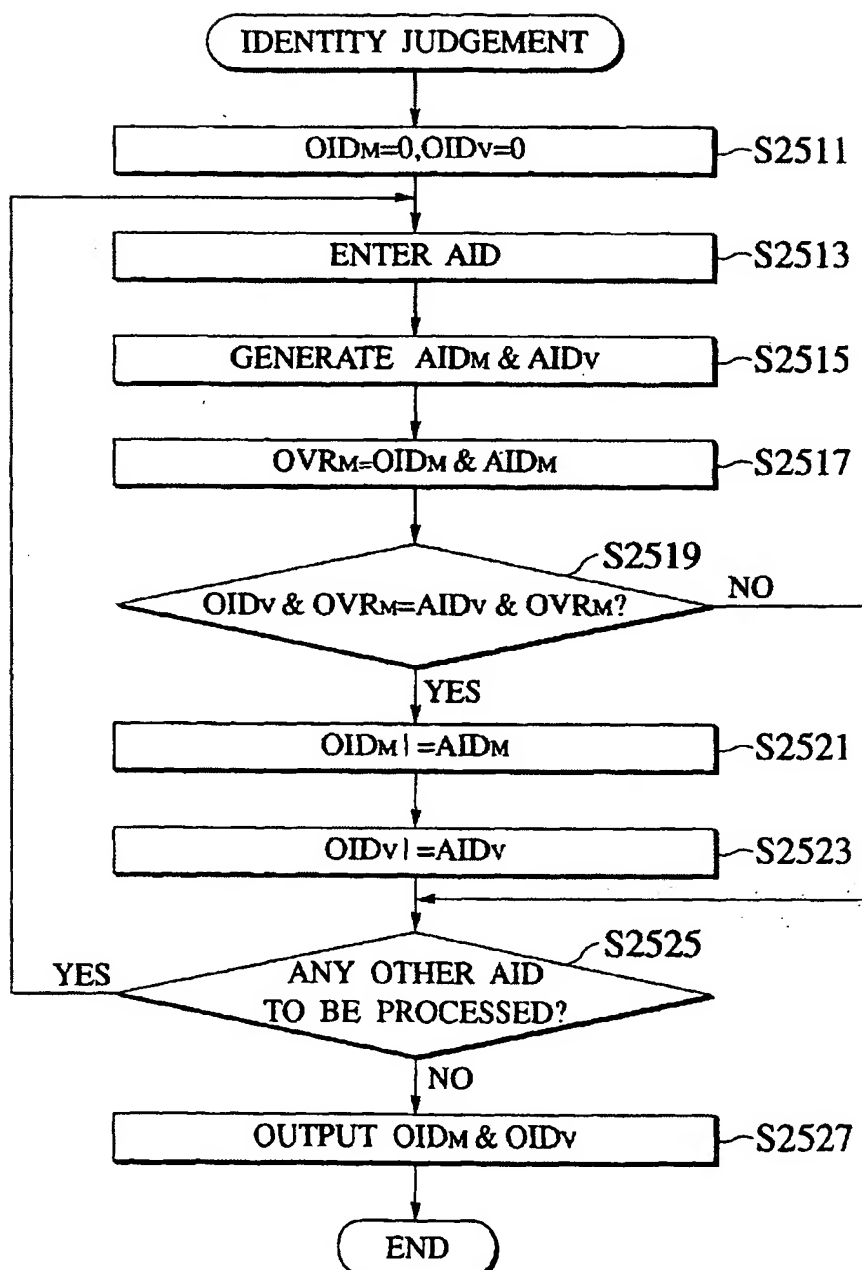 IDENTITY JUDGEMENT
OIDM=0,OIDV=0
S2511
ENTER AID
S2513
GENERATE AIDM & AIDV
S2515
OVRM=OIDM & AIDM
S2517
S2519
OIDV & OVRM=AIDV & OVRM?
NO
YES
OIDM|=AIDM
S2521
OIDV|=AIDV
S2523
S2525
YES
ANY OTHER AID
TO BE PROCESSED?
NO
OUTPUT OIDM & OIDV
S2527
END